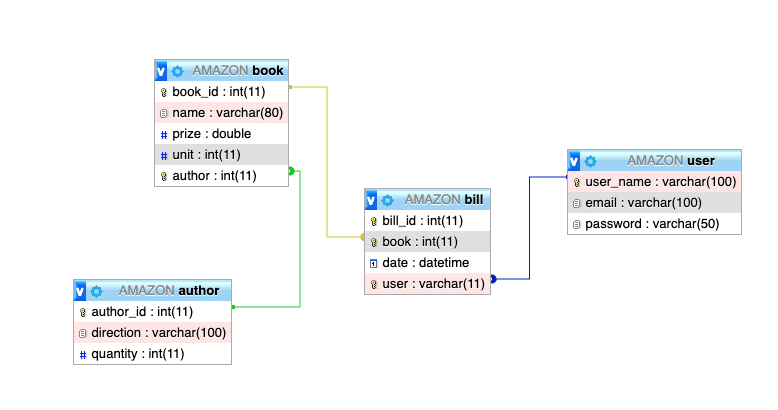 AMAZON book
book_id : int(11)
name : varchar(80)
prize : double
unit : int(11)
author : int(11)
AMAZON user
user_name : varchar(100)
email : varchar(100)
password : varchar(50)
AMAZON bill
bill_id : int(11)
book : int(11)
date : datetime
user : varchar(11)
AMAZON author
author_id : int(11)
direction : varchar(100)
quantity : int(11)